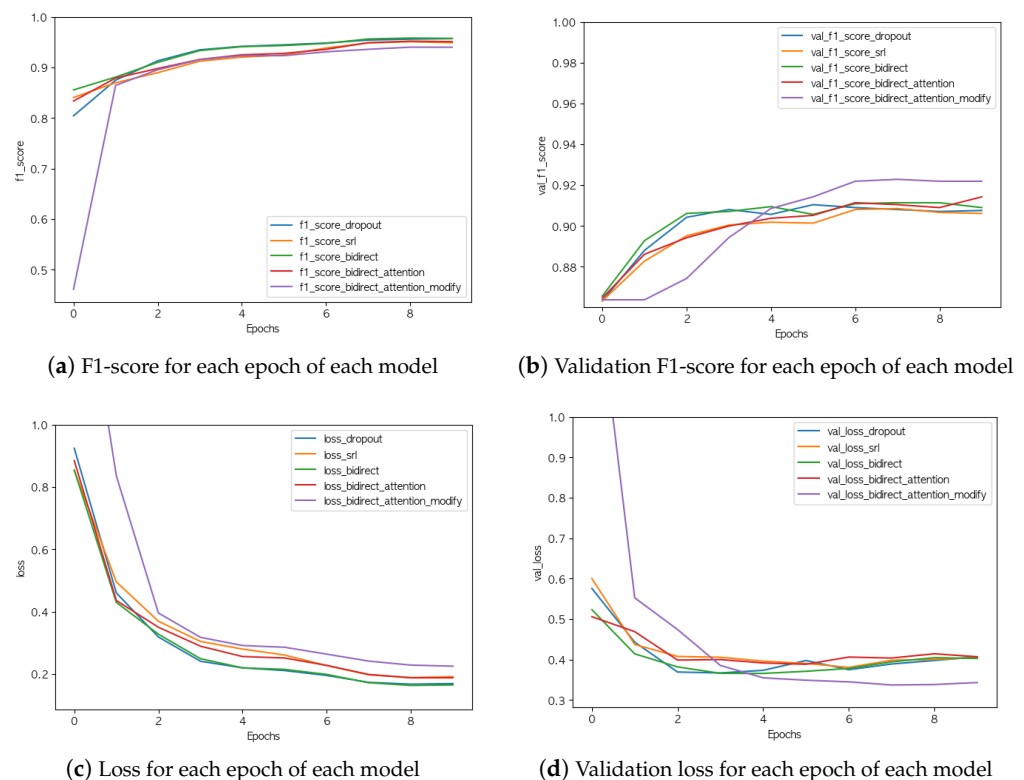 1.0
0.9
0.8
0.7
0.6
0.5
f1_score
f1_score_dropout
f1_score_srl
f1_score_bidirect
f1_score_bidirect_attention
f1_score_bidirect_attention_modify
0 2 4 6 8
Epochs
(a) F1-score for each epoch of each model
1.00
0.98
0.96
0.94
0.92
0.90
0.88
val_f1_score
val_f1_score_dropout
val_f1_score_srl
val_f1_score_bidirect
val_f1_score_bidirect_attention
val_f1_score_bidirect_attention_modify
0 2 4 6 8
Epochs
(b) Validation F1-score for each epoch of each model
1.0
0.8
0.6
0.4
0.2
loss
loss_dropout
loss_srl
loss_bidirect
loss_bidirect_attention
loss_bidirect_attention_modify
0 2 4 6 8
Epochs
(c) Loss for each epoch of each model
1.0
0.9
0.8
0.7
0.6
0.5
0.4
0.3
val_loss
val_loss_dropout
val_loss_srl
val_loss_bidirect
val_loss_bidirect_attention
val_loss_bidirect_attention_modify
0 2 4 6 8
Epochs
(d) Validation loss for each epoch of each model